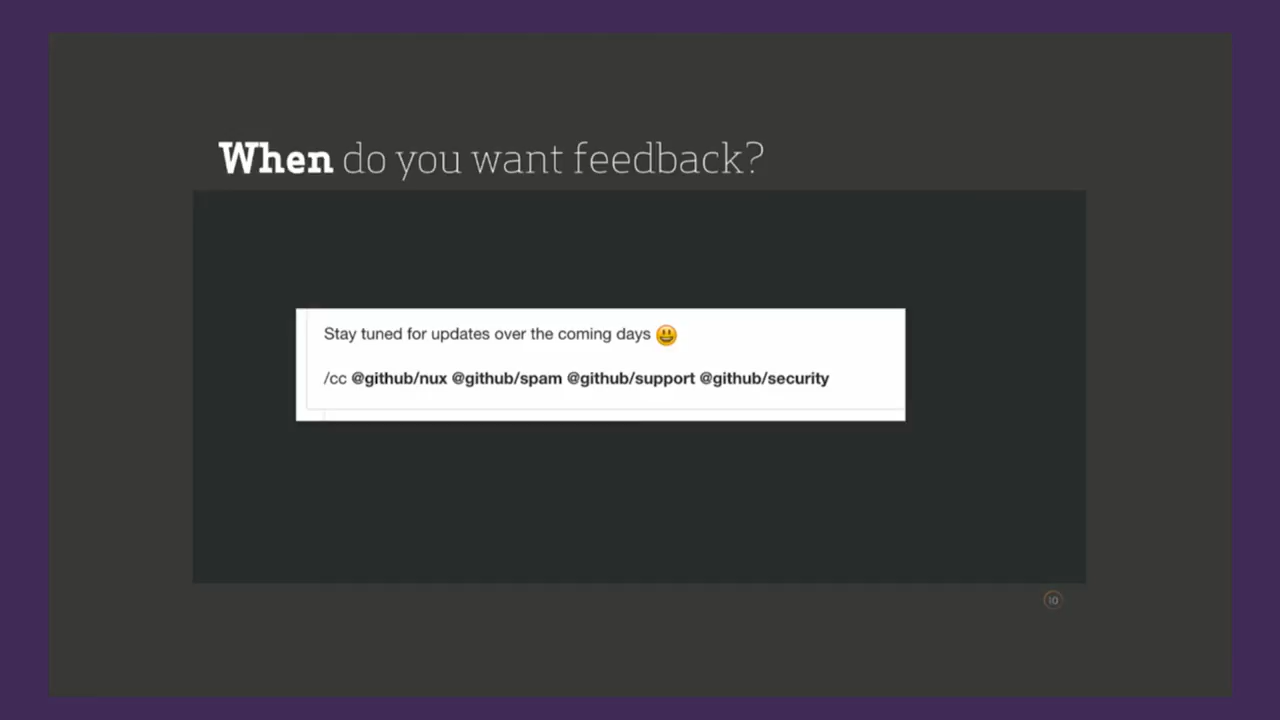 When do you want feedback?
Stay tuned for updates over the coming days 😃
/cc @github/nux @github/spam @github/support @github/security
10